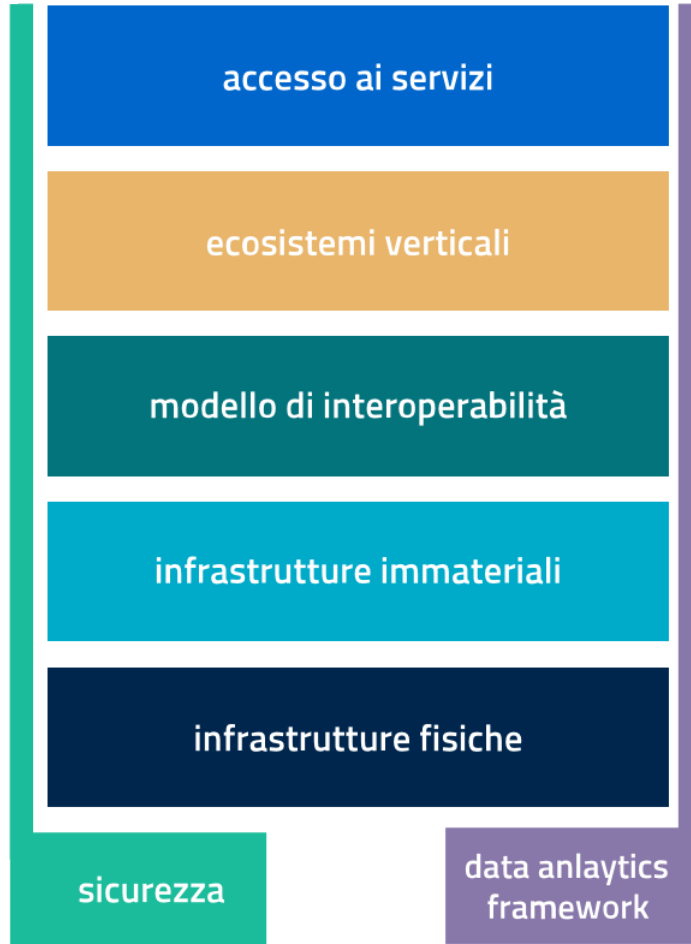 accesso ai servizi
ecosistemi verticali
modello di interoperabilità
infrastrutture immateriali
infrastrutture fisiche
sicurezza
data anlaytics
framework